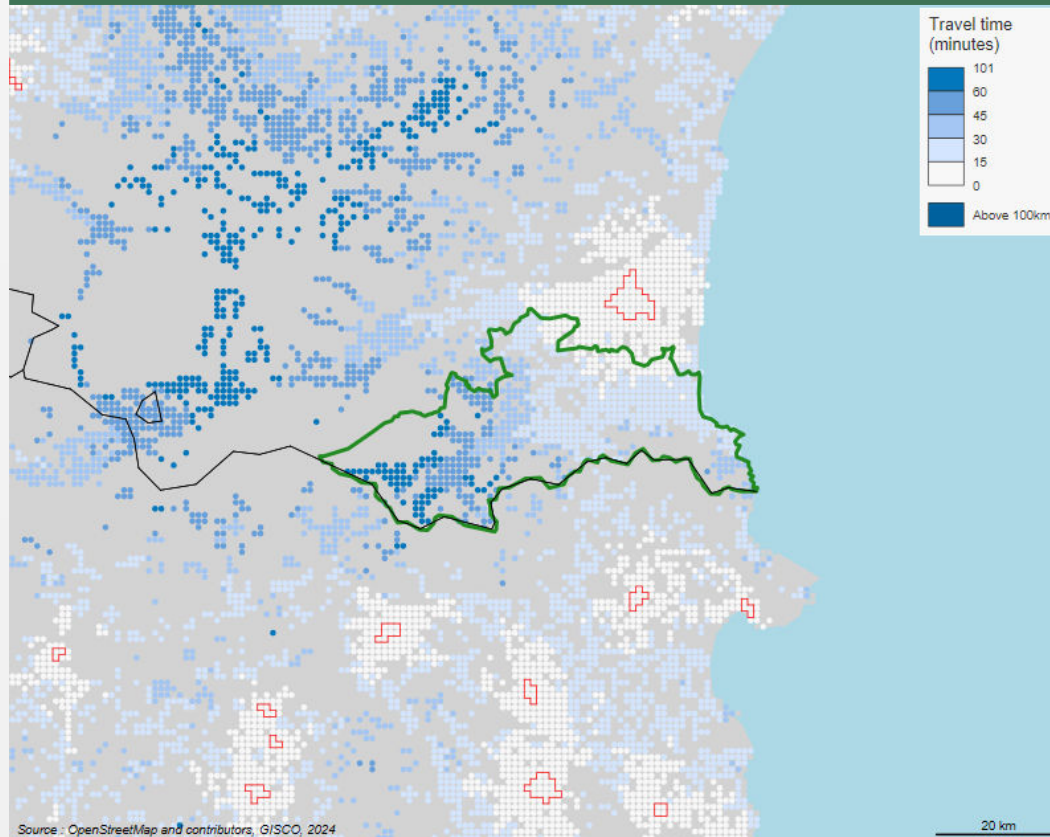 Travel time
(minutes)
101
60
45
30
15
0
Above 100km
Source : OpenStreetMap and contributors, GISCO, 2024
20 km